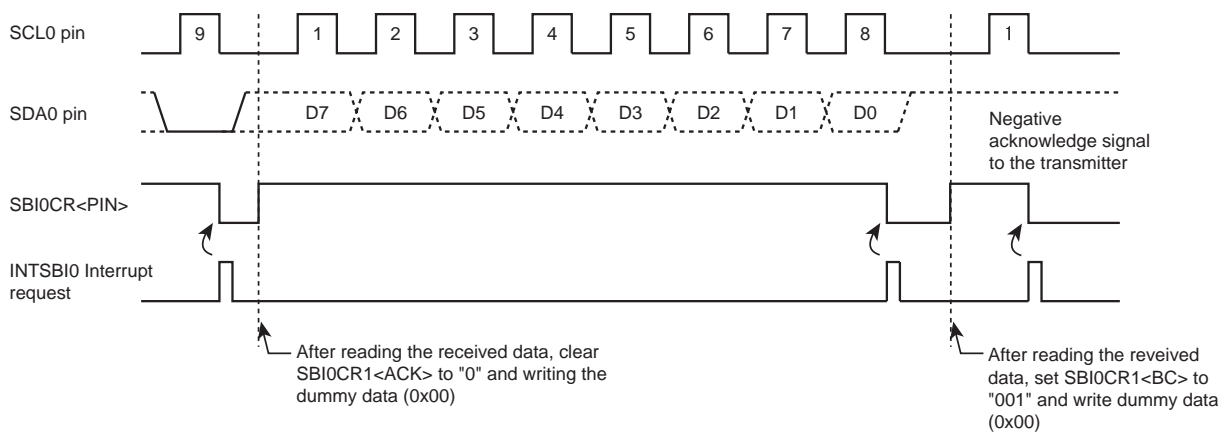 SCL0 pin
9 1 2 3 4 5 6 7 8 1
SDA0 pin
D7 D6 D5 D4 D3 D2 D1 D0
Negative
acknowledge signal
to the transmitter
SBI0CR<PIN>
INTSBI0 Interrupt
request
After reading the received data, clear
SBI0CR1<ACK> to "0" and writing the
dummy data (0x00)
After reading the reveived
data, set SBI0CR1<BC> to
"001" and write dummy data
(0x00)